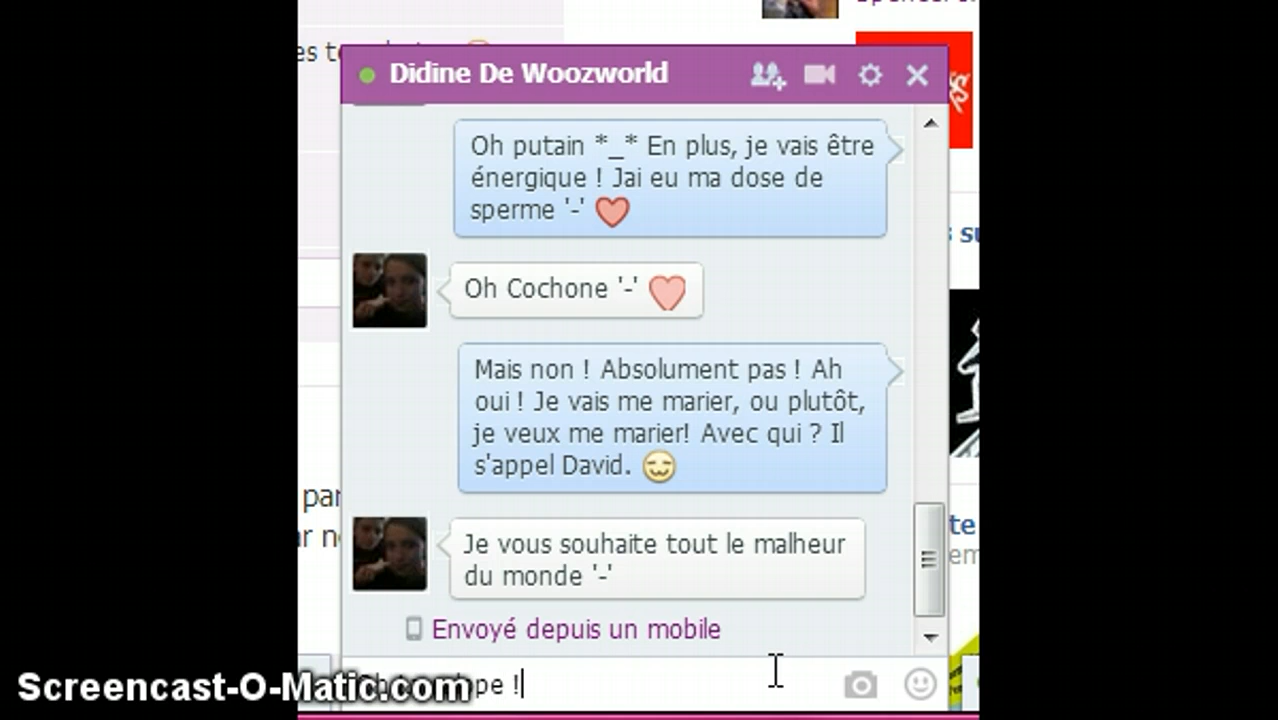 Didine De Woozworld
Oh putain *_* En plus, je vais être
énergique ! Jai eu ma dose de
sperme '-'
Oh Cochone '-'
Mais non ! Absolument pas ! Ah
oui ! Je vais me marier, ou plutôt,
je veux me marier! Avec qui ? Il
s'appel David.
Je vous souhaite tout le malheur
du monde '-'
Envoyé depuis un mobile
Screencast-O-Matic.com